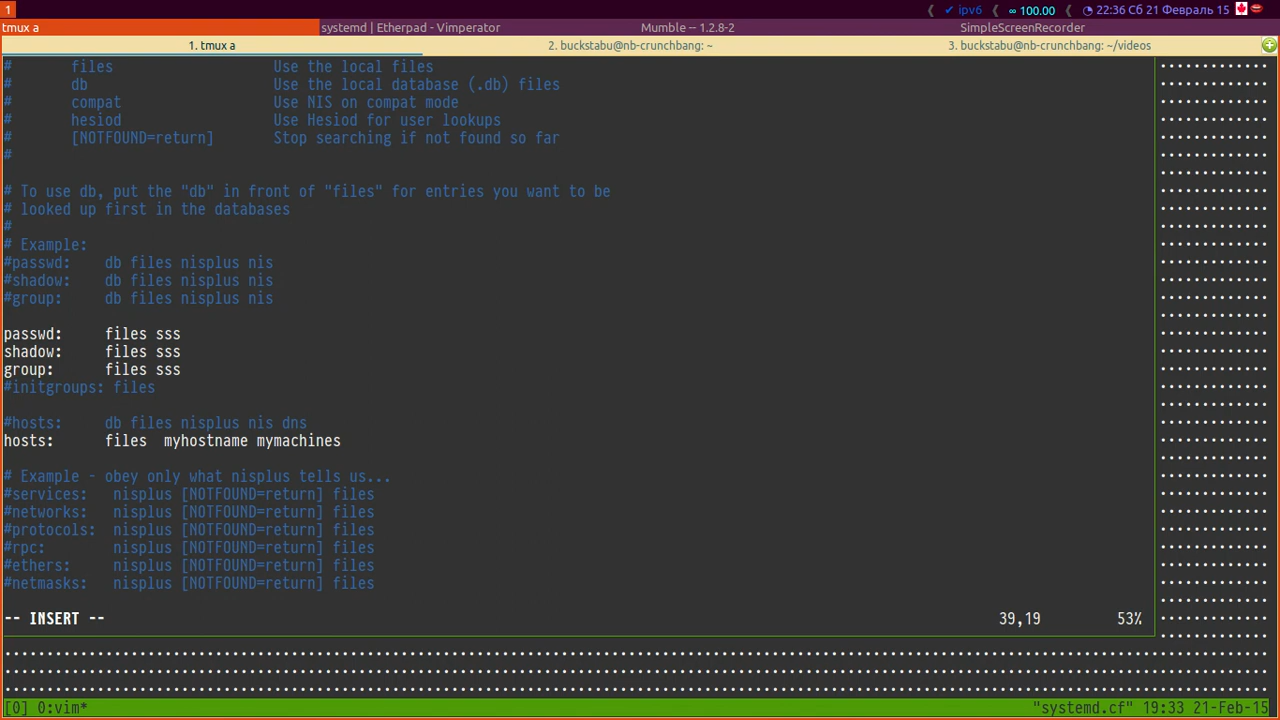 1 ✔ ipv6 ∞ 100.00 22:36 Сб 21 Февраль 15
tmux a systemd | Etherpad - Vimperator Mumble -- 1.2.8-2 SimpleScreenRecorder
1. tmux a 2. buckstabu@nb-crunchbang: ~ 3. buckstabu@nb-crunchbang: ~/videos
# files Use the local files
# db Use the local database (.db) files
# compat Use NIS on compat mode
# hesiod Use Hesiod for user lookups
# [NOTFOUND=return] Stop searching if not found so far
#
# To use db, put the "db" in front of "files" for entries you want to be
# looked up first in the databases
#
# Example:
#passwd: db files nisplus nis
#shadow: db files nisplus nis
#group: db files nisplus nis
passwd: files sss
shadow: files sss
group: files sss
#initgroups: files
#hosts: db files nisplus nis dns
hosts: files  myhostname mymachines
# Example - obey only what nisplus tells us...
#services: nisplus [NOTFOUND=return] files
#networks: nisplus [NOTFOUND=return] files
#protocols: nisplus [NOTFOUND=return] files
#rpc: nisplus [NOTFOUND=return] files
#ethers: nisplus [NOTFOUND=return] files
#netmasks: nisplus [NOTFOUND=return] files
-- INSERT -- 39,19 53%
[0] 0:vim* "systemd.cf" 19:33 21-Feb-15